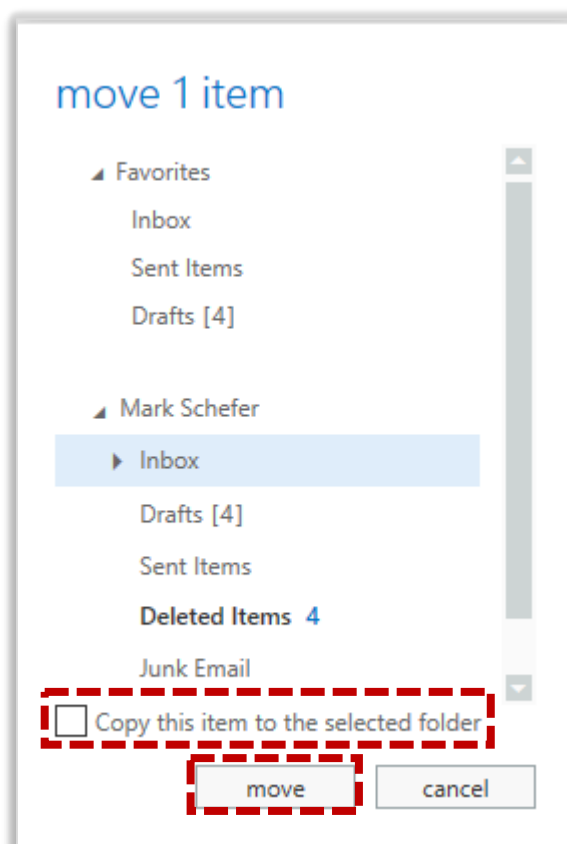 move 1 item
Favorites
Inbox
Sent Items
Drafts [4]
Mark Schefer
Inbox
Drafts [4]
Sent Items
Deleted Items 4
Junk Email
Copy this item to the selected folder
move cancel